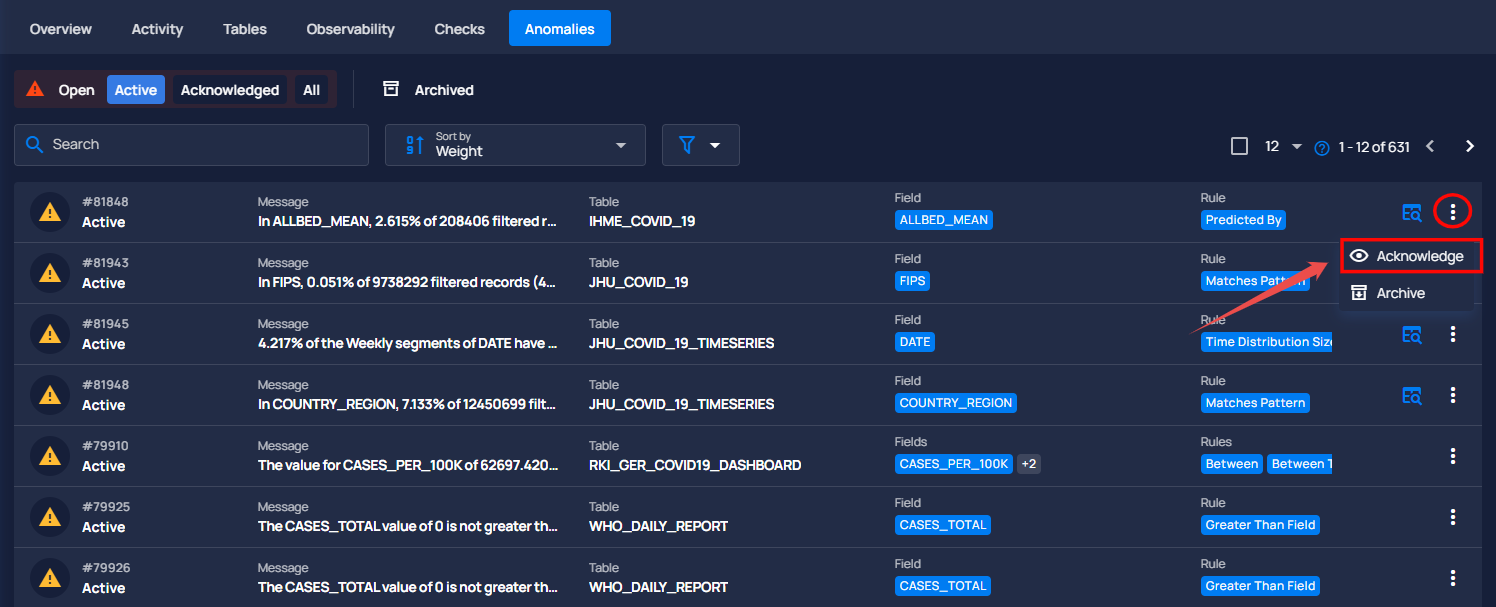 Overview Activity Tables Observability Checks Anomalies
Open Active Acknowledged All Archived
Search
Sort by
Weight
12 1 - 12 of 631
#81848 Message Table Field Rule
Active In ALLBED_MEAN, 2.615% of 208406 filtered r... IHME_COVID_19 ALLBED_MEAN Predicted By
Acknowledge
Archive
#81943 Message Table Field Rule
Active In FIPS, 0.051% of 9738292 filtered records (4... JHU_COVID_19 FIPS Matches Pattern
#81945 Message Table Field Rule
Active 4.217% of the Weekly segments of DATE have ... JHU_COVID_19_TIMESERIES DATE Time Distribution Size
#81948 Message Table Field Rule
Active In COUNTRY_REGION, 7.133% of 12450699 filt... JHU_COVID_19_TIMESERIES COUNTRY_REGION Matches Pattern
#79910 Message Table Fields Rules
Active The value for CASES_PER_100K of 62697.420... RKI_GER_COVID19_DASHBOARD CASES_PER_100K +2 Between Between T
#79925 Message Table Field Rule
Active The CASES_TOTAL value of 0 is not greater th... WHO_DAILY_REPORT CASES_TOTAL Greater Than Field
#79926 Message Table Field Rule
Active The CASES_TOTAL value of 0 is not greater th... WHO_DAILY_REPORT CASES_TOTAL Greater Than Field